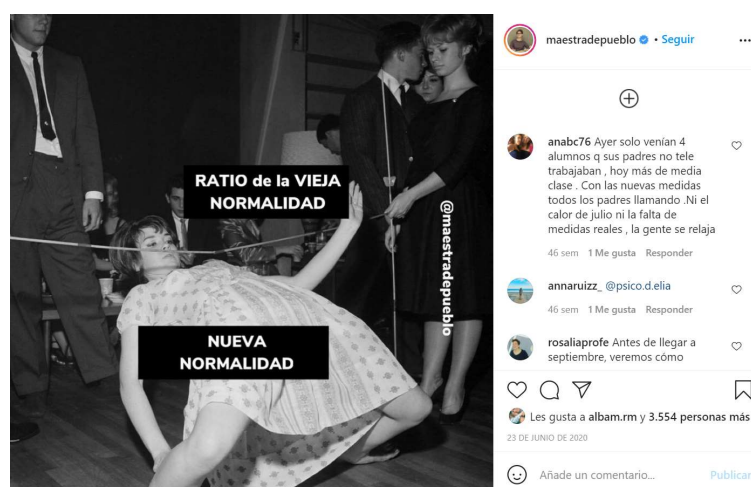 RATIO de la VIEJA
NORMALIDAD
@maestradepueblo
NUEVA
NORMALIDAD
maestradepueblo • Seguir
anabc76 Ayer solo venían 4
alumnos q sus padres no tele
trabajaban , hoy más de media
clase . Con las nuevas medidas
todos los padres llamando .Ni el
calor de julio ni la falta de
medidas reales , la gente se relaja
46 sem 1 Me gusta Responder
annaruizz_ @psico.d.elia
46 sem 1 Me gusta Responder
rosaliaprofe Antes de llegar a
septiembre, veremos cómo
Les gusta a albam.rm y 3.554 personas más
23 DE JUNIO DE 2020
Añade un comentario... Publicar